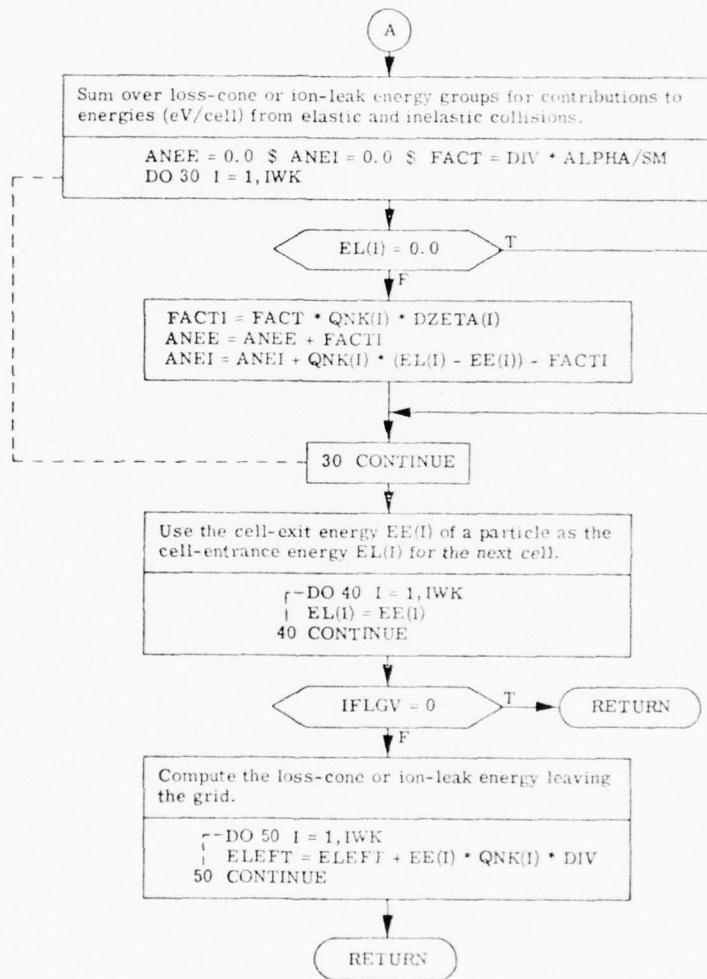 A
Sum over loss-cone or ion-leak energy groups for contributions to
energies (eV/cell) from elastic and inelastic collisions.
ANEE = 0.0 $ ANEI = 0.0 $ FACT = DIV * ALPHA/SM
DO 30 I = 1,IWK
EL(I) = 0.0
T
F
FACTI = FACT * QNK(I) * DZETA(I)
ANEE = ANEE + FACTI
ANEI = ANEI + QNK(I) * (EL(I) - EE(I)) - FACTI
30 CONTINUE
Use the cell-exit energy EE(I) of a particle as the
cell-entrance energy EL(I) for the next cell.
DO 40 I = 1,IWK
EL(I) = EE(I)
40 CONTINUE
IFLGV = 0
T
RETURN
F
Compute the loss-cone or ion-leak energy leaving
the grid.
DO 50 I = 1,IWK
ELEFT = ELEFT + EE(I) * QNK(I) * DIV
50 CONTINUE
RETURN